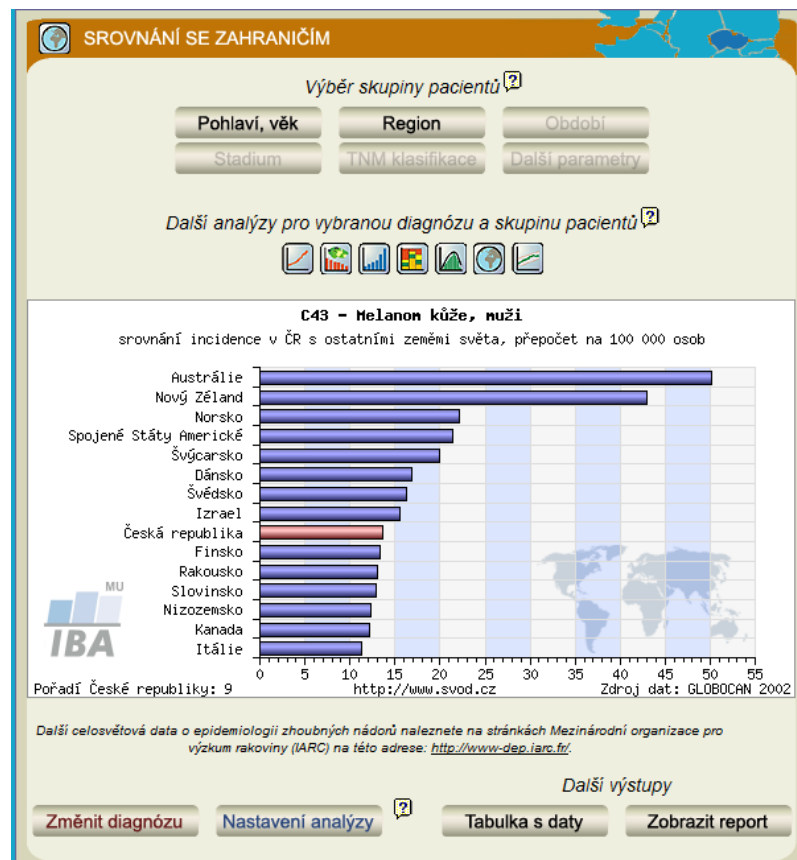 SROVNÁNÍ SE ZAHRANIČÍM
Výběr skupiny pacientů ?
Pohlaví, věk Region Období
Stadium TNM klasifikace Další parametry
Další analýzy pro vybranou diagnózu a skupinu pacientů ?
C43 - Melanom kůže, muži
srovnání incidence v ČR s ostatními zeměmi světa, přepočet na 100 000 osob
Austrálie
Nový Zéland
Norsko
Spojené Státy Americké
Švýcarsko
Dánsko
Švédsko
Izrael
Česká republika
Finsko
Rakousko
Slovinsko
Nizozemsko
Kanada
Itálie
MU
IBA
0 5 10 15 20 25 30 35 40 45 50 55
Pořadí České republiky: 9 http://www.svod.cz Zdroj dat: GLOBOCAN 2002
Další celosvětová data o epidemiologii zhoubných nádorů naleznete na stránkách Mezinárodní organizace pro
výzkum rakoviny (IARC) na této adrese: http://www-dep.iarc.fr/.
Další výstupy
Změnit diagnózu Nastavení analýzy ? Tabulka s daty Zobrazit report